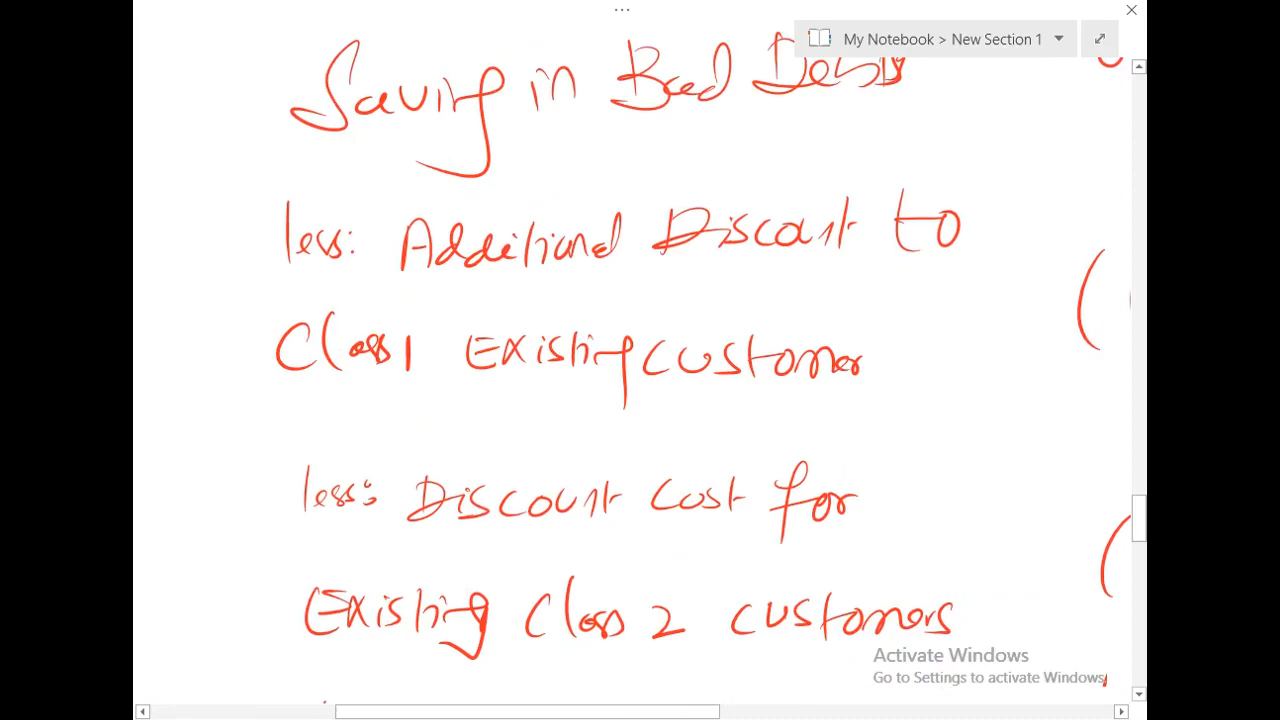 My Notebook > New Section 1
Saving in Bad Debts
less: Additional Discount to
Class 1 Existing customer
less: Discount cost for
Existing Class 2 customers
Activate Windows
Go to Settings to activate Windows.